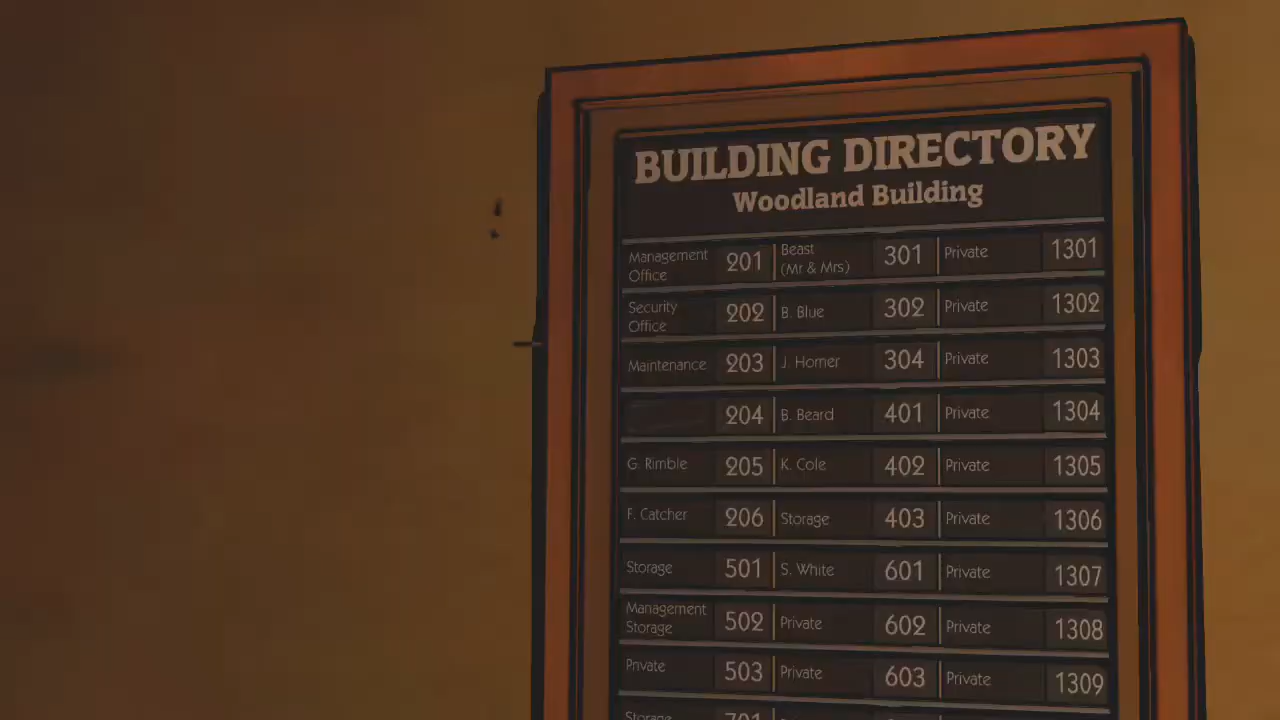 BUILDING DIRECTORY
Woodland Building
Management Office 201 Beast (Mr & Mrs) 301 Private 1301
Security Office 202 B. Blue 302 Private 1302
Maintenance 203 J. Horner 304 Private 1303
204 B. Beard 401 Private 1304
G. Rimble 205 K. Cole 402 Private 1305
F. Catcher 206 Storage 403 Private 1306
Storage 501 S. White 601 Private 1307
Management Storage 502 Private 602 Private 1308
Private 503 Private 603 Private 1309
Storage 701